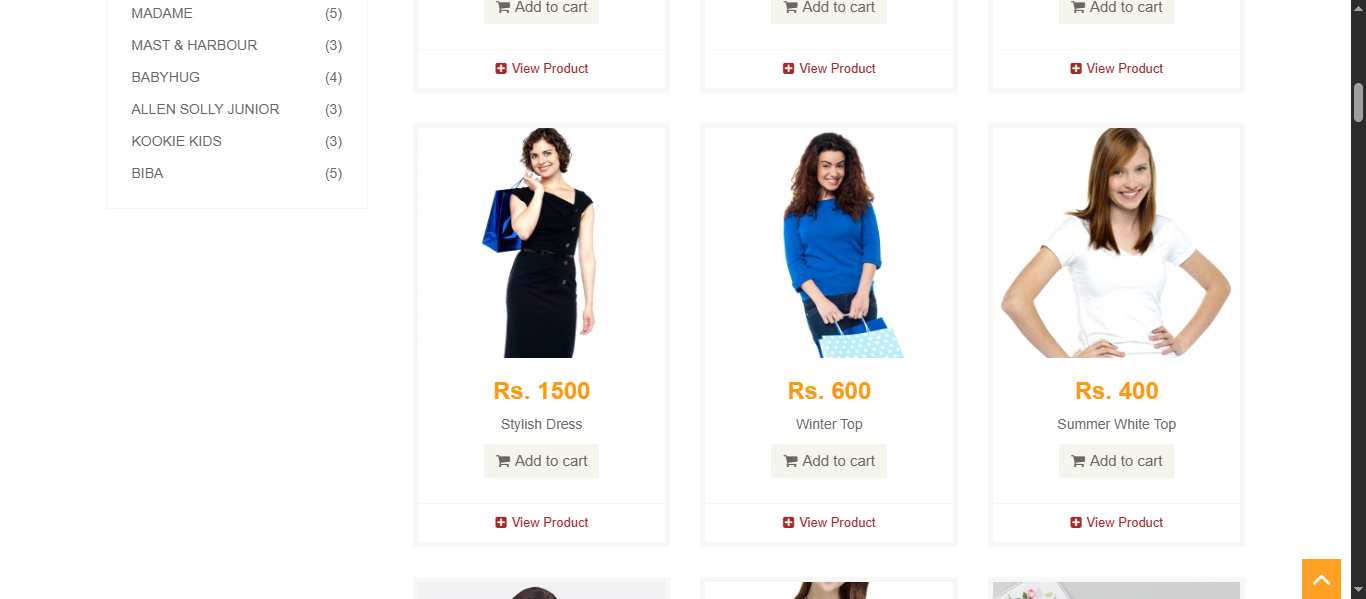 MADAME (5)
MAST & HARBOUR (3)
BABYHUG (4)
ALLEN SOLLY JUNIOR (3)
KOOKIE KIDS (3)
BIBA (5)
Add to cart Add to cart Add to cart
View Product View Product View Product
Rs. 1500 Rs. 600 Rs. 400
Stylish Dress Winter Top Summer White Top
Add to cart Add to cart Add to cart
View Product View Product View Product